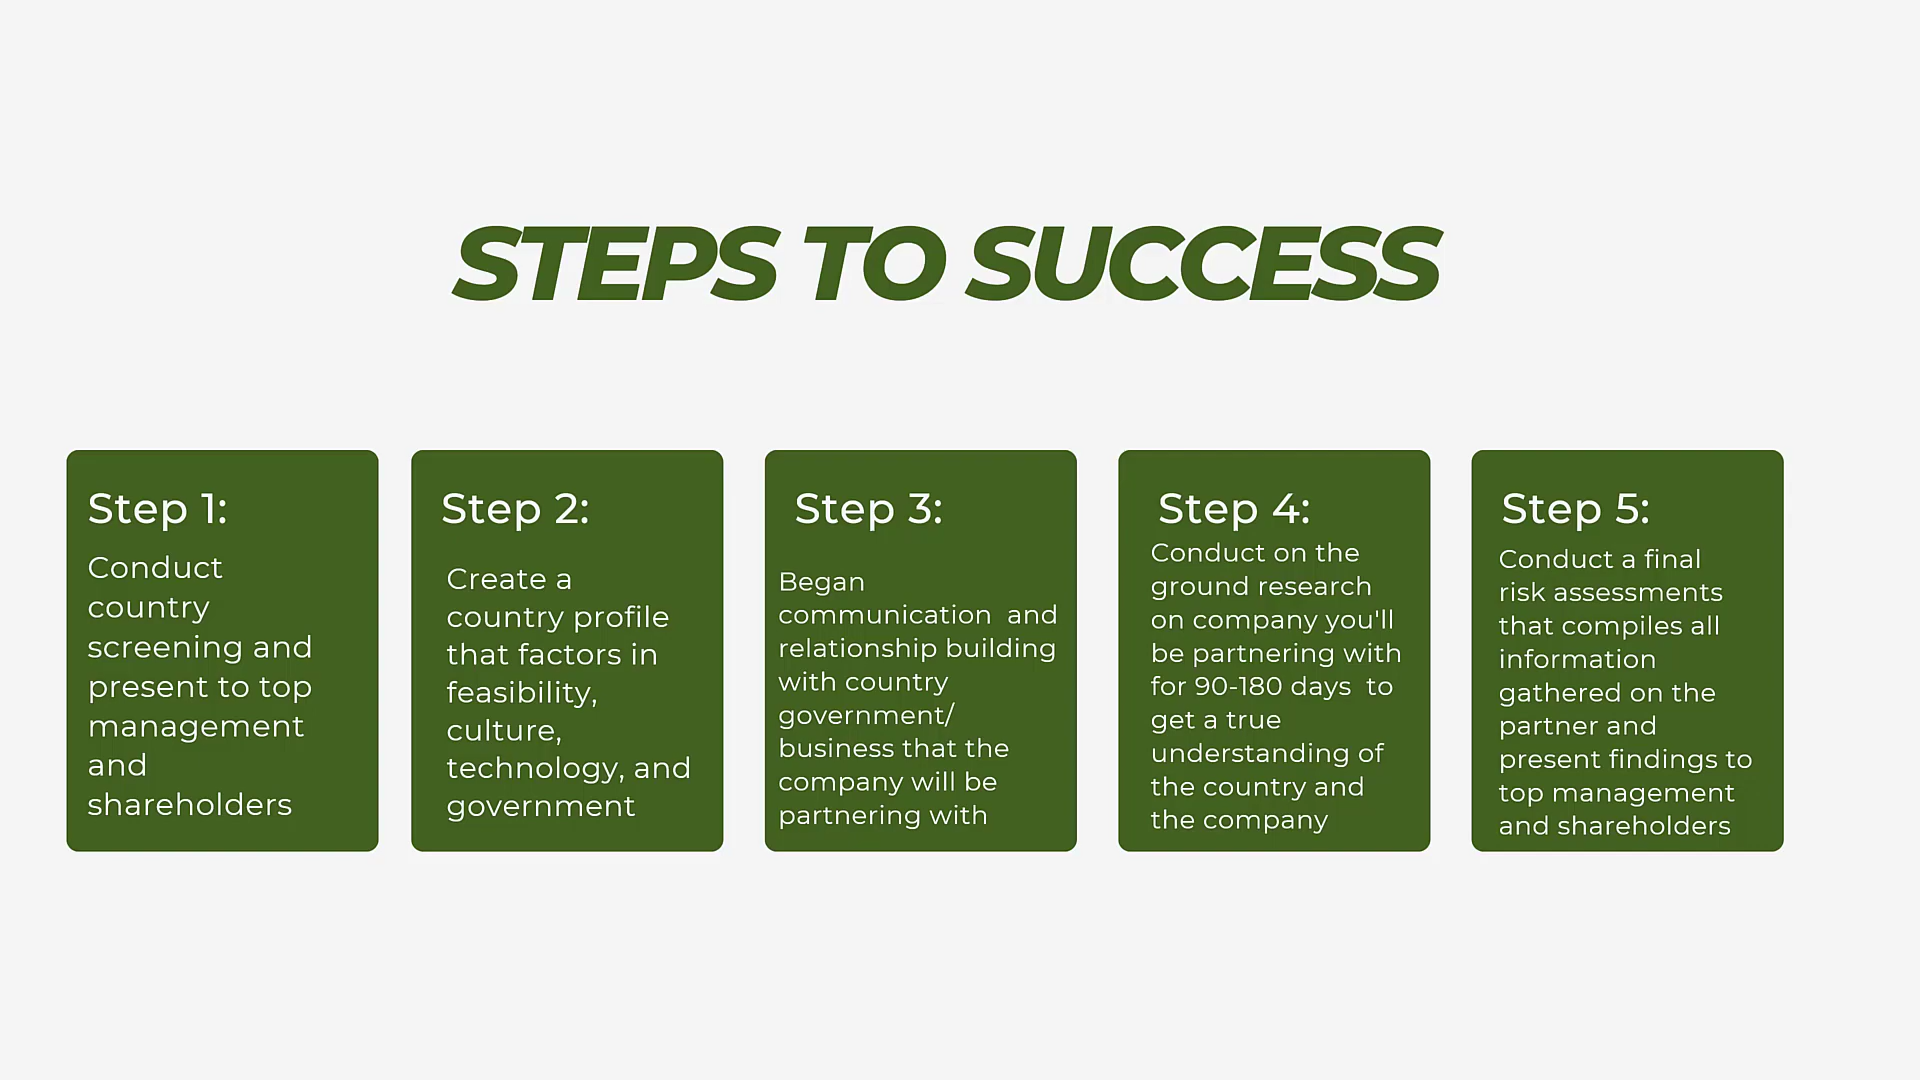 STEPS TO SUCCESS
Step 1:
Conduct
country
screening and
present to top
management
and
shareholders
Step 2:
Create a
country profile
that factors in
feasibility,
culture,
technology, and
government
Step 3:
Began
communication  and
relationship building
with country
government/
business that the
company will be
partnering with
Step 4:
Conduct on the
ground research
on company you'll
be partnering with
for 90-180 days  to
get a true
understanding of
the country and
the company
Step 5:
Conduct a final
risk assessments
that compiles all
information
gathered on the
partner and
present findings to
top management
and shareholders